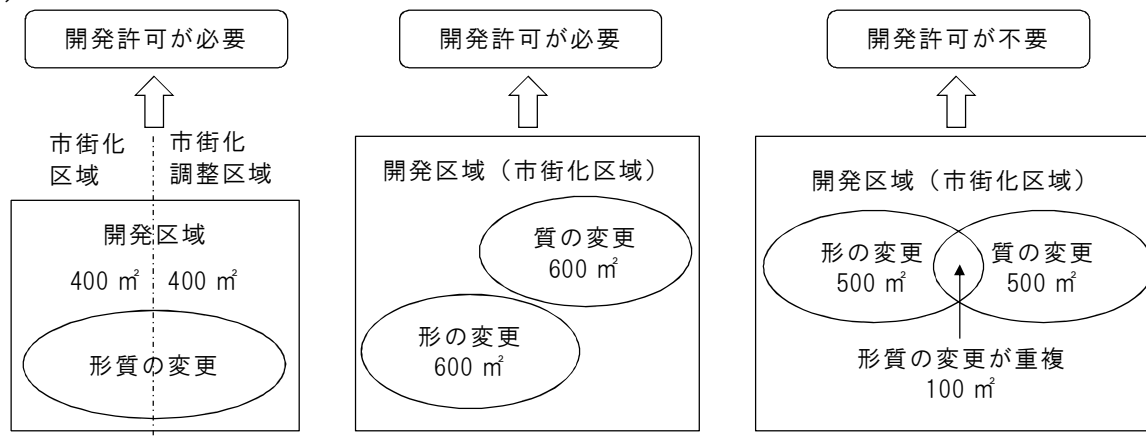 開発許可が必要
市街化
区域
市街化
調整区域
開発区域
400 ㎡
400 ㎡
形質の変更
開発許可が必要
開発区域（市街化区域）
質の変更
600 ㎡
形の変更
600 ㎡
開発許可が不要
開発区域（市街化区域）
形の変更
500 ㎡
質の変更
500 ㎡
形質の変更が重複
100 ㎡